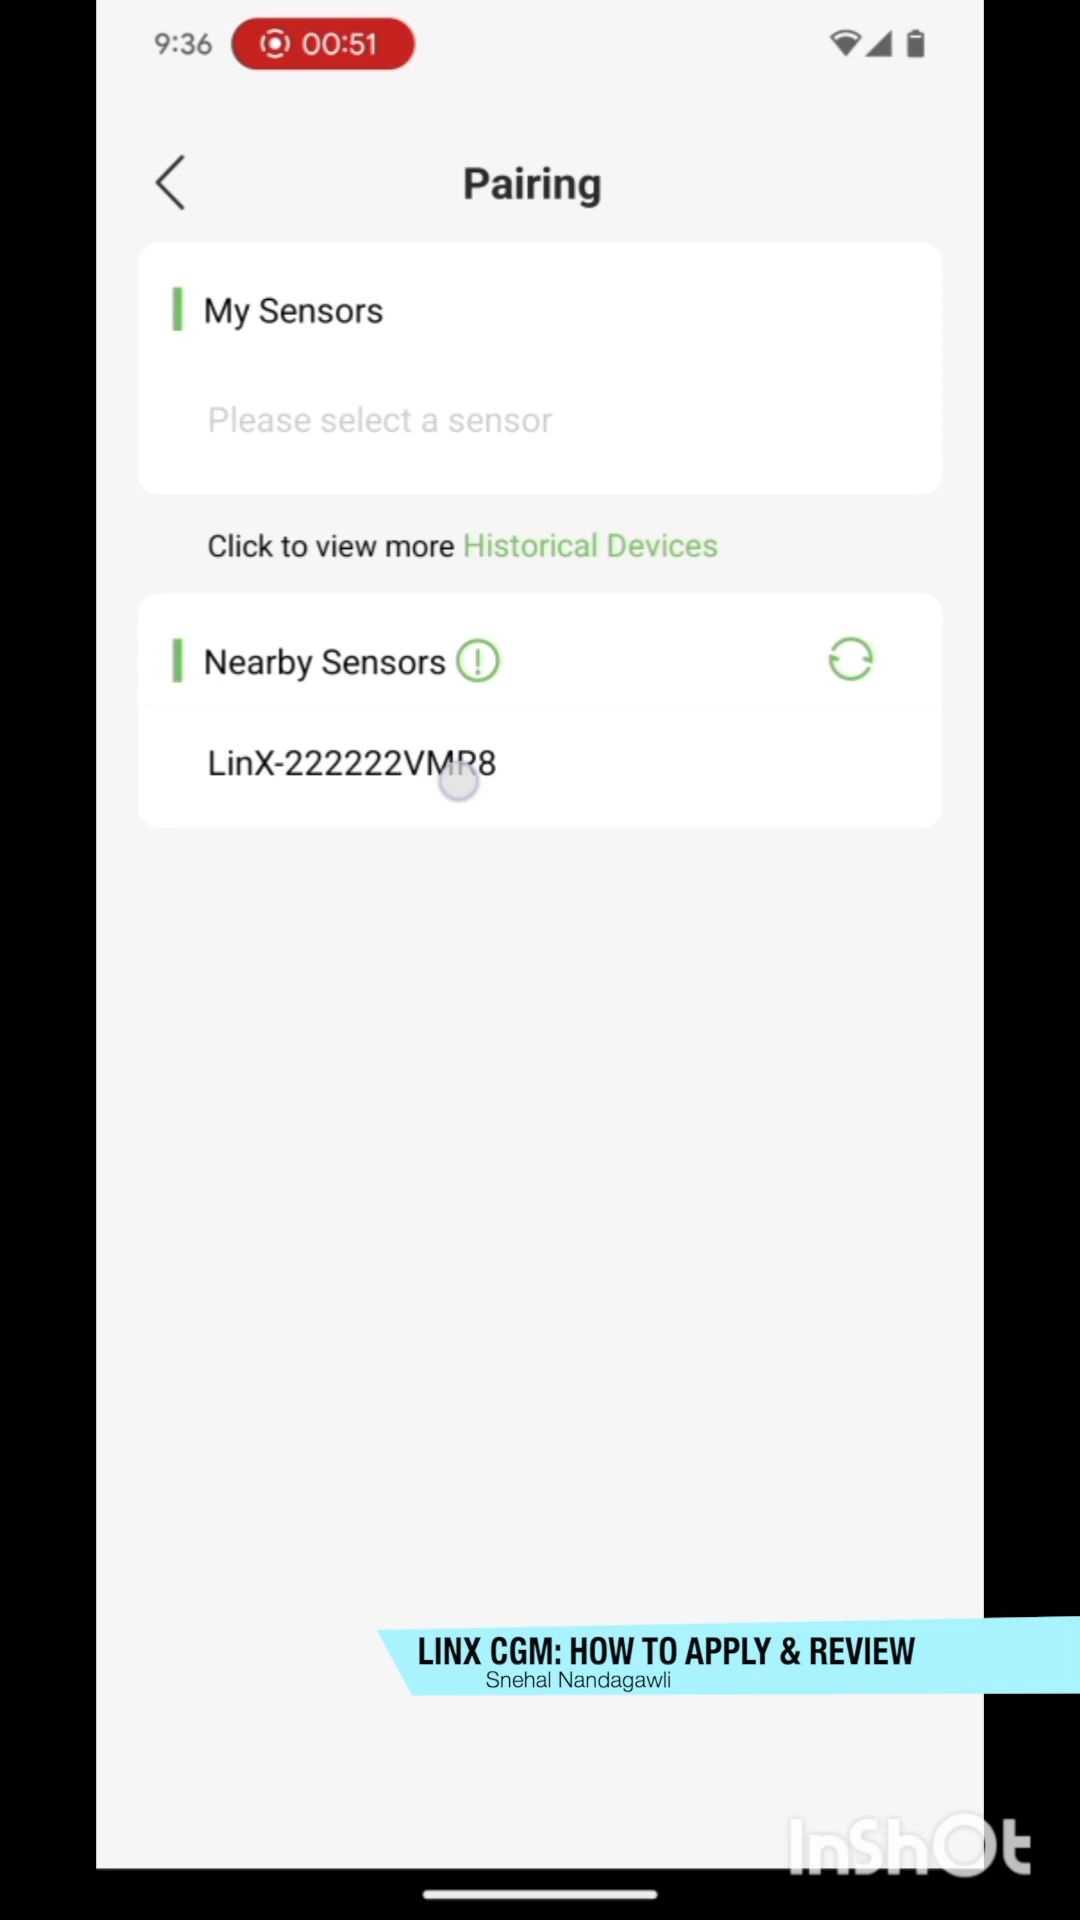 9:36 00:51
Pairing
My Sensors
Please select a sensor
Click to view more Historical Devices
Nearby Sensors
LinX-222222VMR8
LINX CGM: HOW TO APPLY & REVIEW
Snehal Nandagawli
InShOt